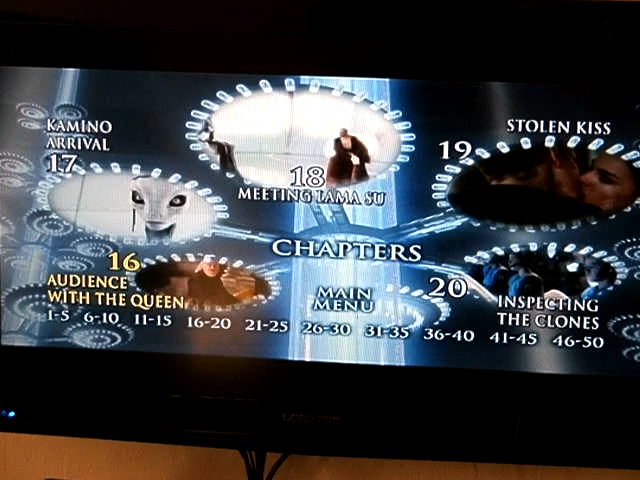 KAMINO
ARRIVAL
17
18
MEETING LAMA SU
STOLEN KISS
19
CHAPTERS
16
AUDIENCE
WITH THE QUEEN
MAIN
MENU
20
INSPECTING
THE CLONES
1-5 6-10 11-15 16-20 21-25 26-30 31-35 36-40 41-45 46-50